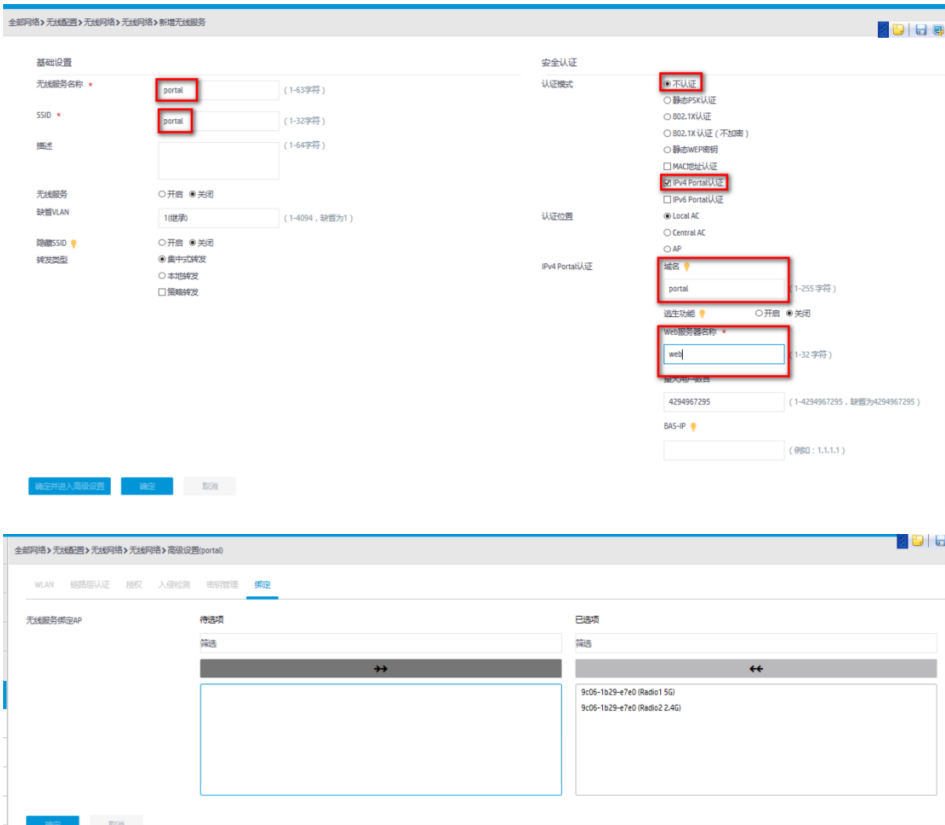 全部网络>无线配置>无线网络>无线网络>新增无线服务
基础设置
无线服务名称 *
portal
(1-63字符)
SSID *
portal
(1-32字符)
描述
(1-64字符)
无线服务
开启 关闭
缺省VLAN
1(继承)
(1-4094，缺省为1)
隐藏SSID
开启 关闭
转发类型
集中式转发
本地转发
策略转发
安全认证
认证模式
不认证
静态PSK认证
802.1X认证
802.1X 认证 (不加密)
静态WEP密钥
MAC地址认证
IPv4 Portal认证
IPv6 Portal认证
认证位置
Local AC
Central AC
AP
IPv4 Portal认证
域名
portal
(1-255 字符)
逃生功能
开启 关闭
Web服务器名称 *
web
(1-32 字符)
最大用户数目
4294967295
(1-4294967295，缺省为4294967295)
BAS-IP
(例如：1.1.1.1)
确定并进入高级设置 确定 取消
全部网络>无线配置>无线网络>无线网络>高级设置(portal)
WLAN 链路层认证 授权 入侵检测 密钥管理 绑定
无线服务绑定AP
待选项
筛选
已选项
筛选
9c06-1b29-e7e0 (Radio1 5G)
9c06-1b29-e7e0 (Radio2 2.4G)
确定 取消